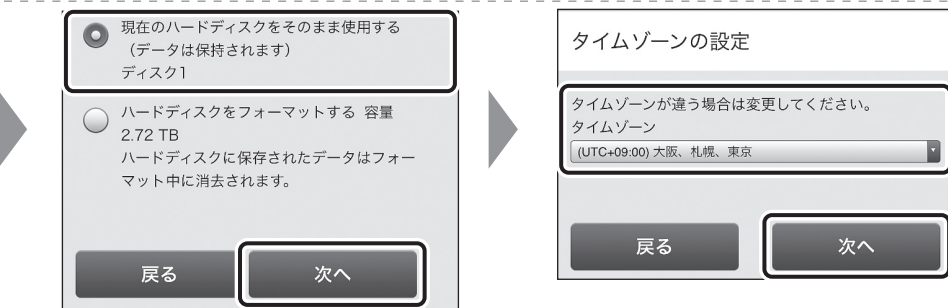 現在のハードディスクをそのまま使用する
（データは保持されます）
ディスク1
ハードディスクをフォーマットする 容量
2.72 TB
ハードディスクに保存されたデータはフォー
マット中に消去されます。
戻る
次へ
タイムゾーンの設定
タイムゾーンが違う場合は変更してください。
タイムゾーン
(UTC+09:00) 大阪、札幌、東京
戻る
次へ